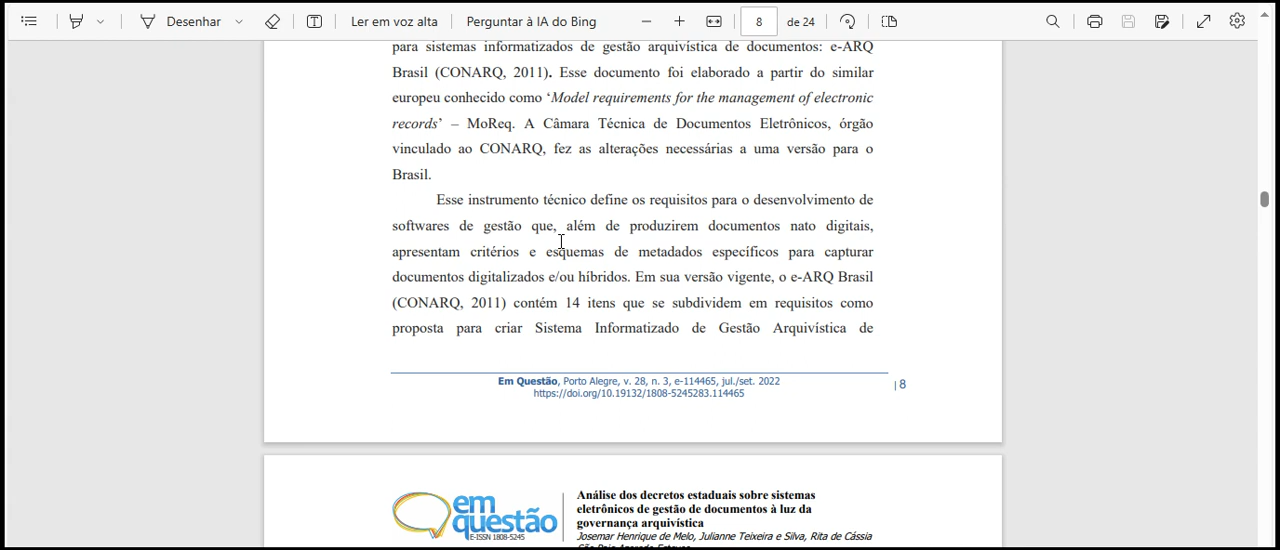 Desenhar Ler em voz alta Perguntar à IA do Bing 8 de 24
para sistemas informatizados de gestão arquivística de documentos: e-ARQ
Brasil (CONARQ, 2011). Esse documento foi elaborado a partir do similar
europeu conhecido como ‘Model requirements for the management of electronic
records’ – MoReq. A Câmara Técnica de Documentos Eletrônicos, órgão
vinculado ao CONARQ, fez as alterações necessárias a uma versão para o
Brasil.
Esse instrumento técnico define os requisitos para o desenvolvimento de
softwares de gestão que, além de produzirem documentos nato digitais,
apresentam critérios e esquemas de metadados específicos para capturar
documentos digitalizados e/ou híbridos. Em sua versão vigente, o e-ARQ Brasil
(CONARQ, 2011) contém 14 itens que se subdividem em requisitos como
proposta para criar Sistema Informatizado de Gestão Arquivística de
Em Questão, Porto Alegre, v. 28, n. 3, e-114465, jul./set. 2022
https://doi.org/10.19132/1808-5245283.114465
| 8
em
questão
E-ISSN 1808-5245
Análise dos decretos estaduais sobre sistemas
eletrônicos de gestão de documentos à luz da
governança arquivística
Josemar Henrique de Melo, Julianne Teixeira e Silva, Rita de Cássia